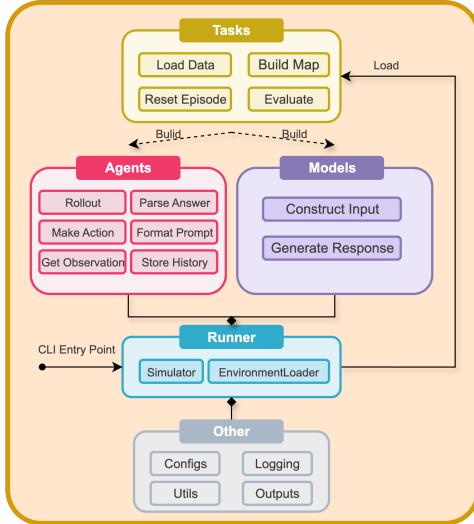 Tasks
Load Data
Build Map
Load
Reset Episode
Evaluate
Bulid
Build
Agents
Models
Rollout
Parse Answer
Construct Input
Make Action
Format Prompt
Generate Response
Get Observation
Store History
Runner
CLI Entry Point
Simulator
EnvironmentLoader
Other
Configs
Logging
Utils
Outputs